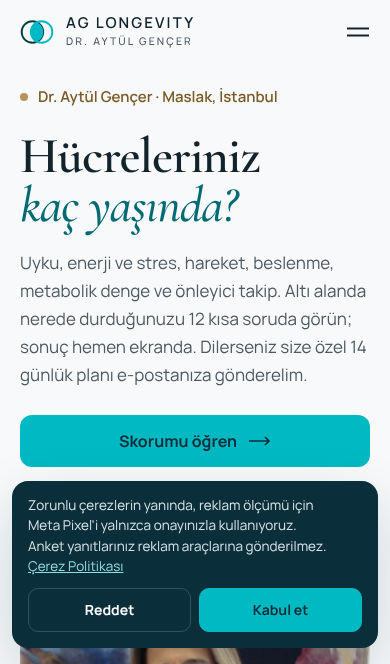 AG LONGEVITY
DR. AYTÜL GENÇER
Dr. Aytül Gençer · Maslak, İstanbul
Hücreleriniz
kaç yaşında?
Uyku, enerji ve stres, hareket, beslenme,
metabolik denge ve önleyici takip. Altı alanda
nerede durduğunuzu 12 kısa soruda görün;
sonuç hemen ekranda. Dilerseniz size özel 14
günlük planı e-postanıza gönderelim.
Skorumu öğren
Zorunlu çerezlerin yanında, reklam ölçümü için
Meta Pixel'i yalnızca onayınızla kullanıyoruz.
Anket yanıtlarınız reklam araçlarına gönderilmez.
Çerez Politikası
Reddet
Kabul et